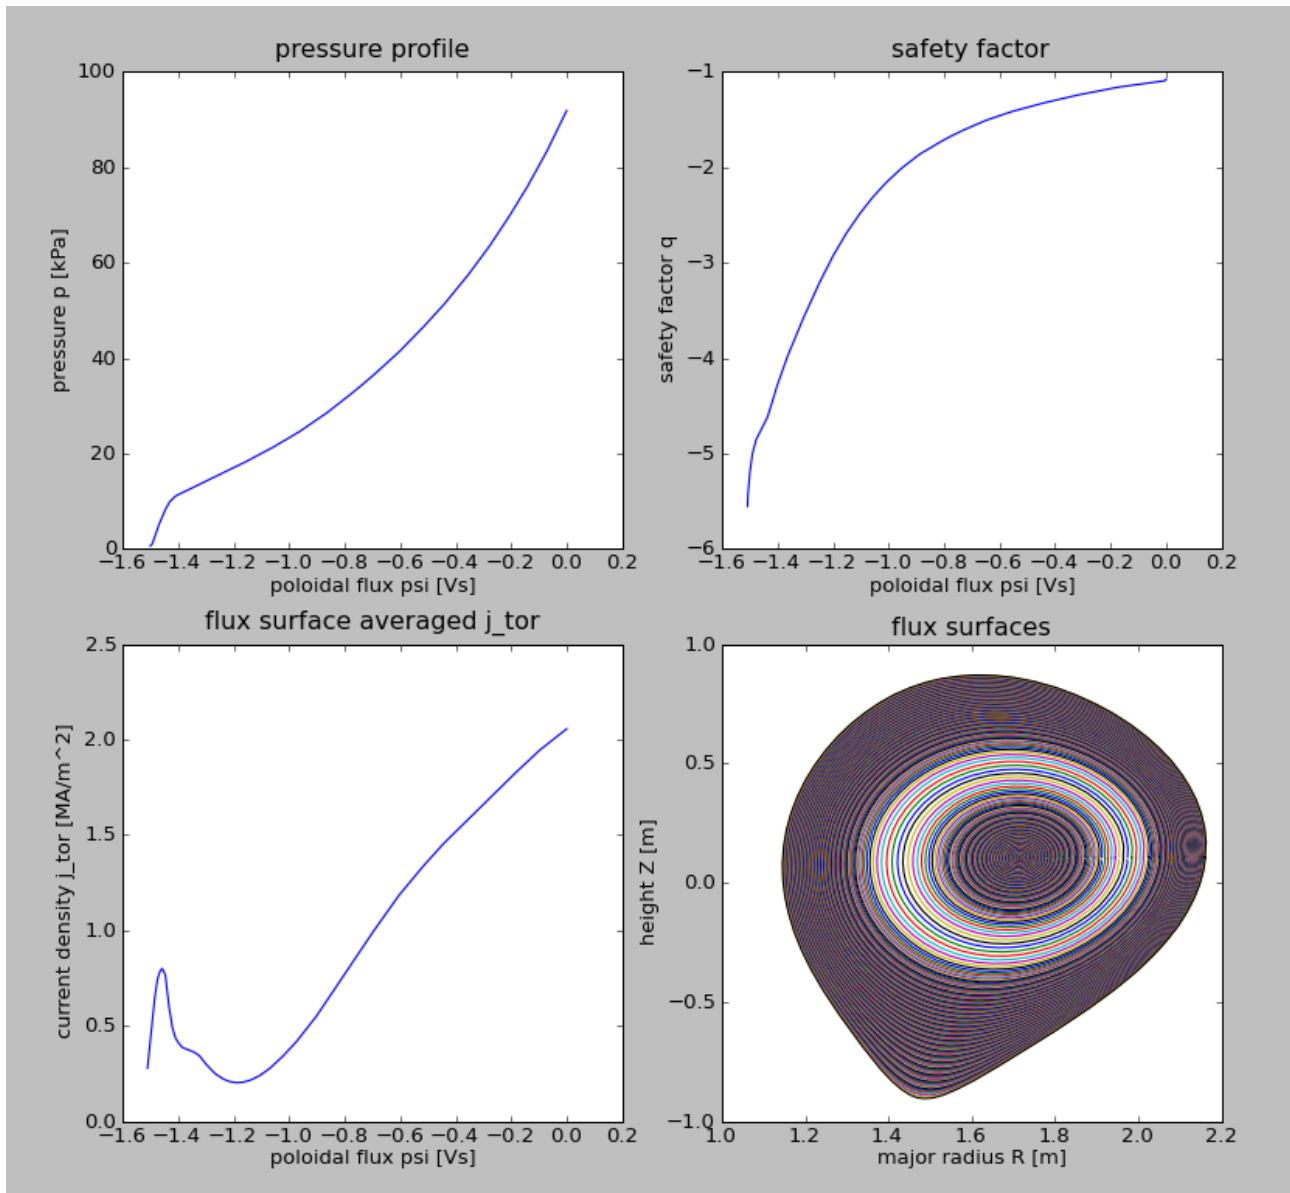 pressure profile
100
80
60
40
20
0
pressure p [kPa]
−1.6 −1.4 −1.2 −1.0 −0.8 −0.6 −0.4 −0.2 0.0 0.2
poloidal flux psi [Vs]
safety factor
−1
−2
−3
−4
−5
−6
safety factor q
−1.6 −1.4 −1.2 −1.0 −0.8 −0.6 −0.4 −0.2 0.0 0.2
poloidal flux psi [Vs]
flux surface averaged j_tor
2.5
2.0
1.5
1.0
0.5
0.0
current density j_tor [MA/m^2]
−1.6 −1.4 −1.2 −1.0 −0.8 −0.6 −0.4 −0.2 0.0 0.2
poloidal flux psi [Vs]
flux surfaces
1.0
0.5
0.0
−0.5
−1.0
height Z [m]
1.0 1.2 1.4 1.6 1.8 2.0 2.2
major radius R [m]